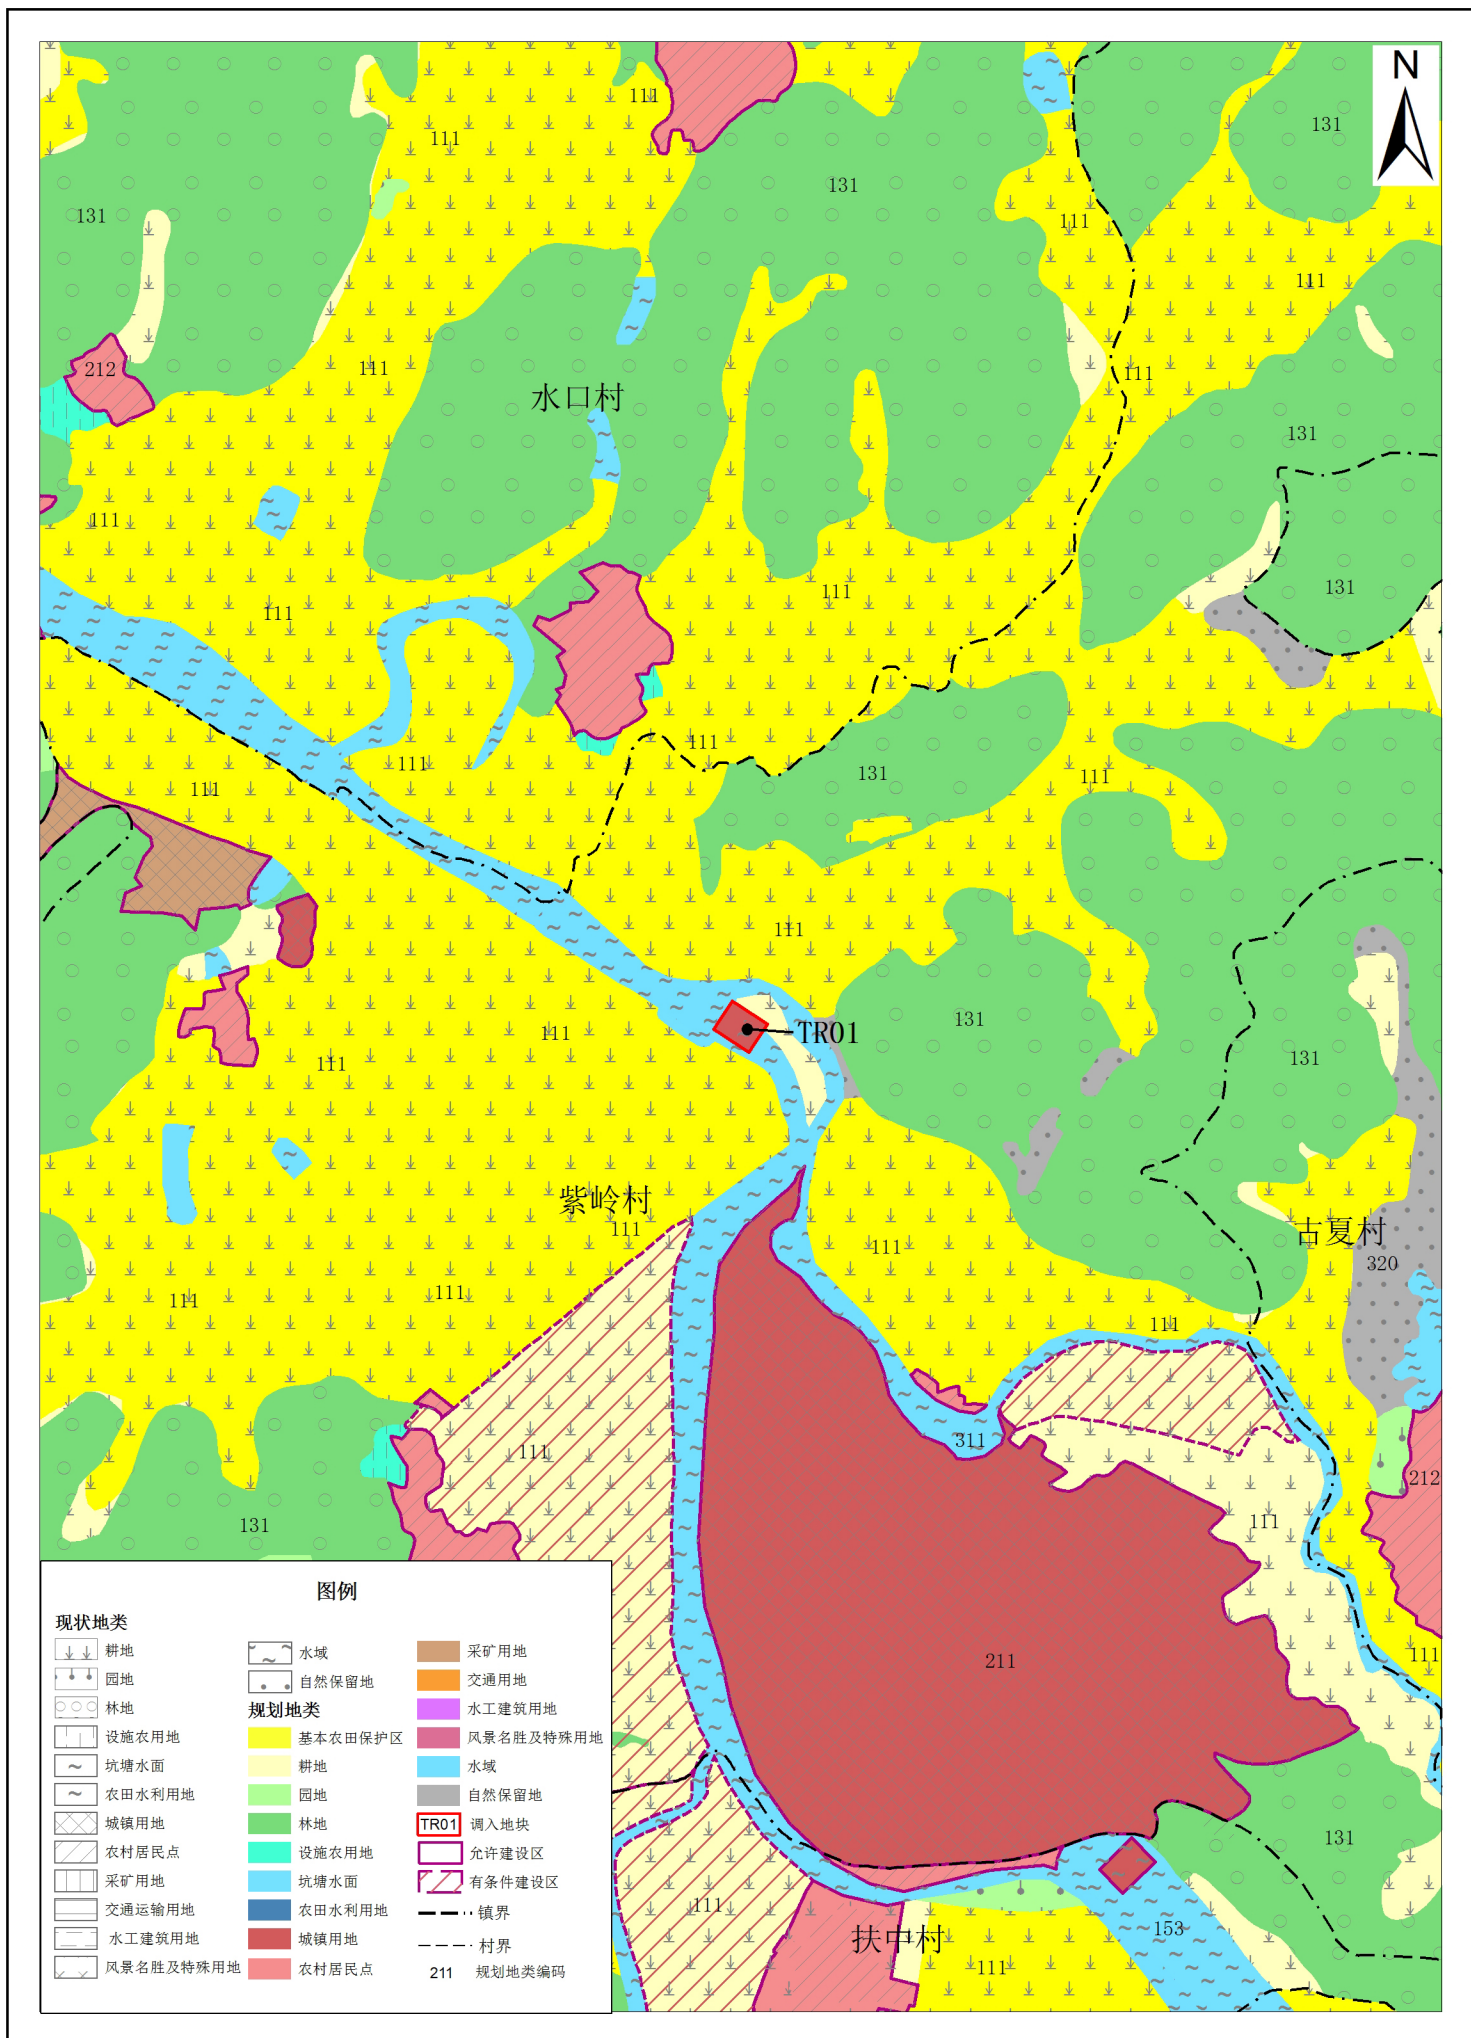 N
111
131
111
131
131
111
111
212
111
111
水口村
131
111
131
111
111
111
131
111
111
111
111
131
111
TR01
131
111
111
131
紫岭村
111
古夏村
111
320
111
111
111
311
111
212
131
111
211
111
131
111
153
扶中村
111
图例
现状地类
耕地
园地
林地
设施农用地
坑塘水面
农田水利用地
城镇用地
农村居民点
采矿用地
交通运输用地
水工建筑用地
风景名胜及特殊用地
水域
自然保留地
规划地类
基本农田保护区
耕地
园地
林地
设施农用地
坑塘水面
农田水利用地
城镇用地
农村居民点
采矿用地
交通用地
水工建筑用地
风景名胜及特殊用地
水域
自然保留地
TR01 调入地块
允许建设区
有条件建设区
镇界
村界
211 规划地类编码